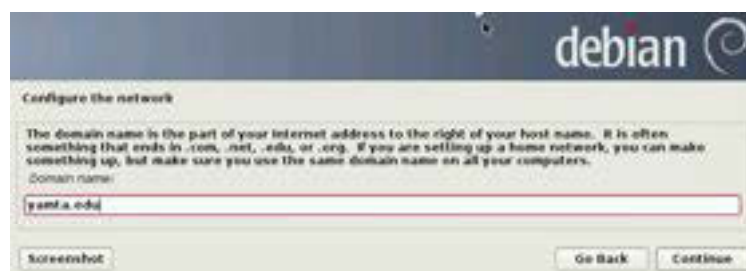 debian
Configure the network
The domain name is the part of your Internet address to the right of your host name.  It is often
something that ends in .com, .net, .edu, or .org.  If you are setting up a home network, you can make
something up, but make sure you use the same domain name on all your computers.
Domain name:
yamta.edu
Screenshot
Go Back
Continue